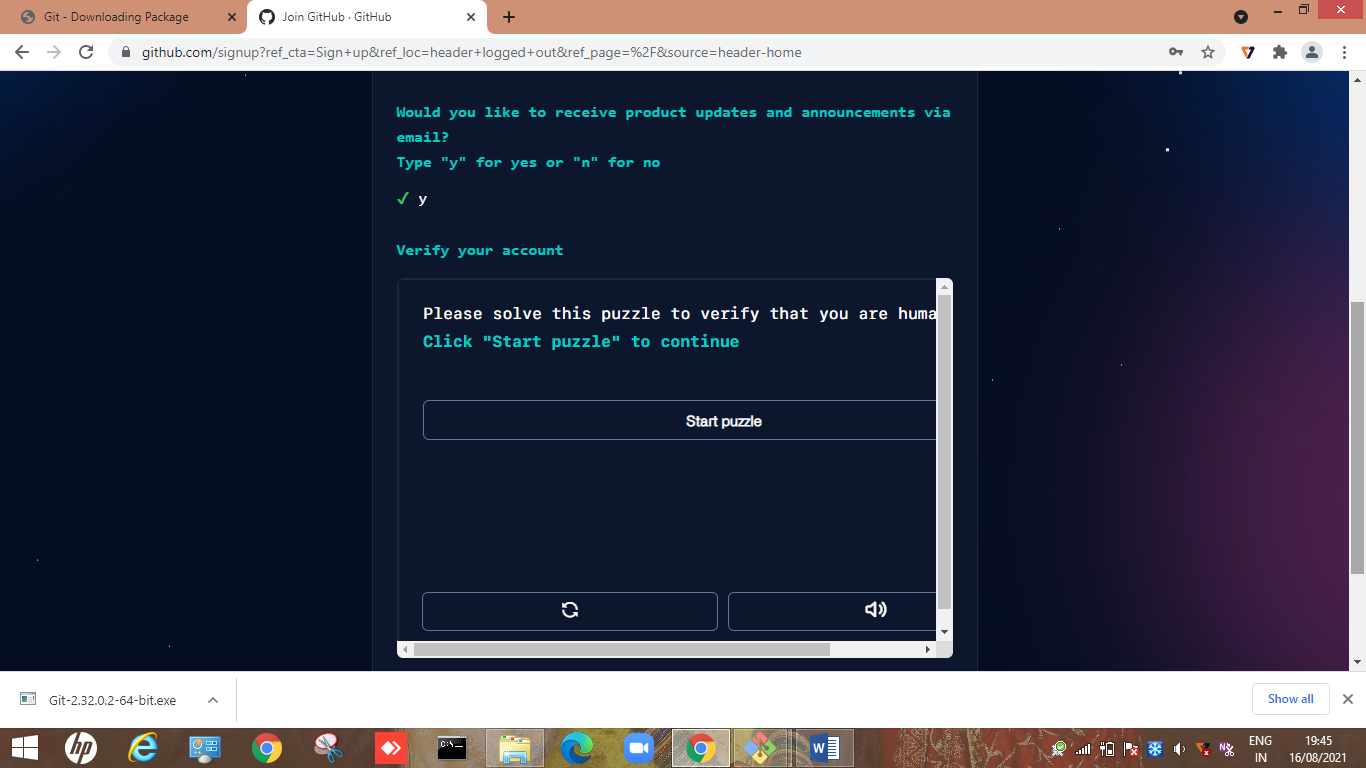 Git - Downloading Package
Join GitHub · GitHub
github.com/signup?ref_cta=Sign+up&ref_loc=header+logged+out&ref_page=%2F&source=header-home
Would you like to receive product updates and announcements via
email?
Type "y" for yes or "n" for no
✓ y
Verify your account
Please solve this puzzle to verify that you are huma
Click "Start puzzle" to continue
Start puzzle
Git-2.32.0.2-64-bit.exe
Show all
C:\
ENG
IN
19:45
16/08/2021